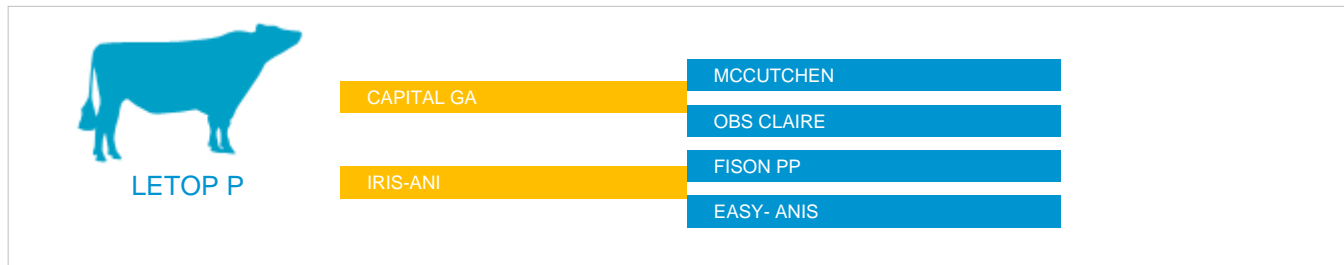 LETOP P
CAPITAL GA
IRIS-ANI
MCCUTCHEN
OBS CLAIRE
FISON PP
EASY- ANIS